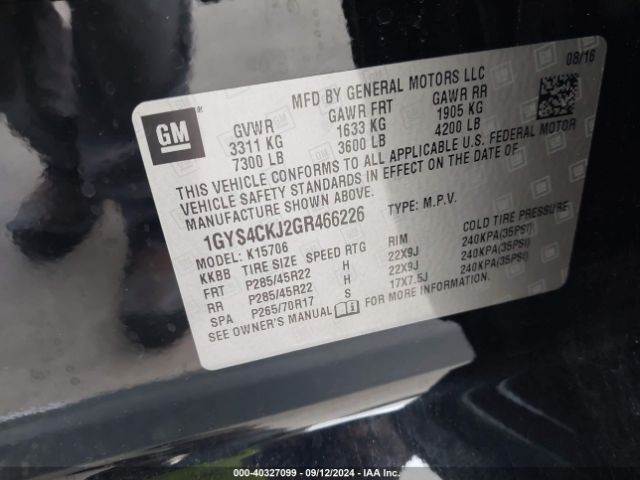 08/16
MFD BY GENERAL MOTORS LLC
GM
GVWR GAWR FRT GAWR RR
3311 KG 1633 KG 1905 KG
7300 LB 3600 LB 4200 LB
THIS VEHICLE CONFORMS TO ALL APPLICABLE U.S. FEDERAL MOTOR
VEHICLE SAFETY STANDARDS IN EFFECT ON THE DATE OF
MANUFACTURE SHOWN ABOVE.
1GYS4CKJ2GR466226 TYPE: M.P.V.
MODEL: K15706
KKBB TIRE SIZE SPEED RTG RIM COLD TIRE PRESSURE
FRT P285/45R22 H 22X9J 240KPA(35PSI)
RR P285/45R22 H 22X9J 240KPA(35PSI)
SPA P265/70R17 S 17X7.5J 240KPA(35PSI)
SEE OWNER'S MANUAL FOR MORE INFORMATION.
000-40327099 - 09/12/2024 - IAA Inc.